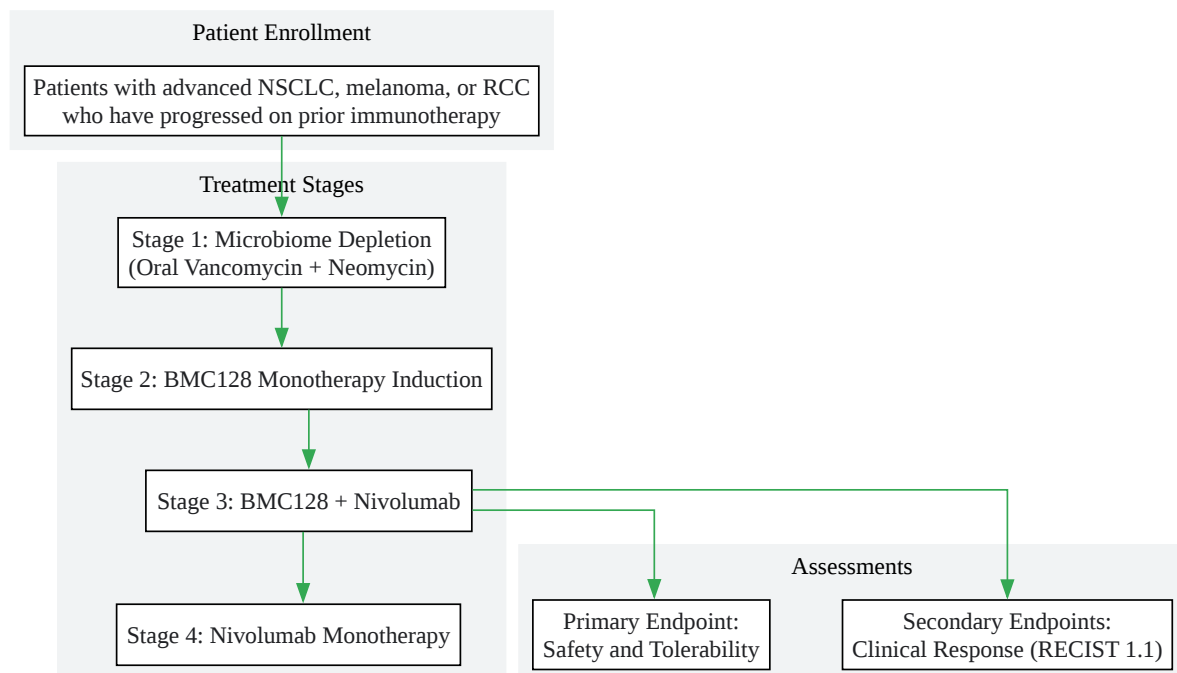 Patient Enrollment
Patients with advanced NSCLC, melanoma, or RCC
who have progressed on prior immunotherapy
Treatment Stages
Stage 1: Microbiome Depletion
(Oral Vancomycin + Neomycin)
Stage 2: BMC128 Monotherapy Induction
Stage 3: BMC128 + Nivolumab
Stage 4: Nivolumab Monotherapy
Assessments
Primary Endpoint:
Safety and Tolerability
Secondary Endpoints:
Clinical Response (RECIST 1.1)